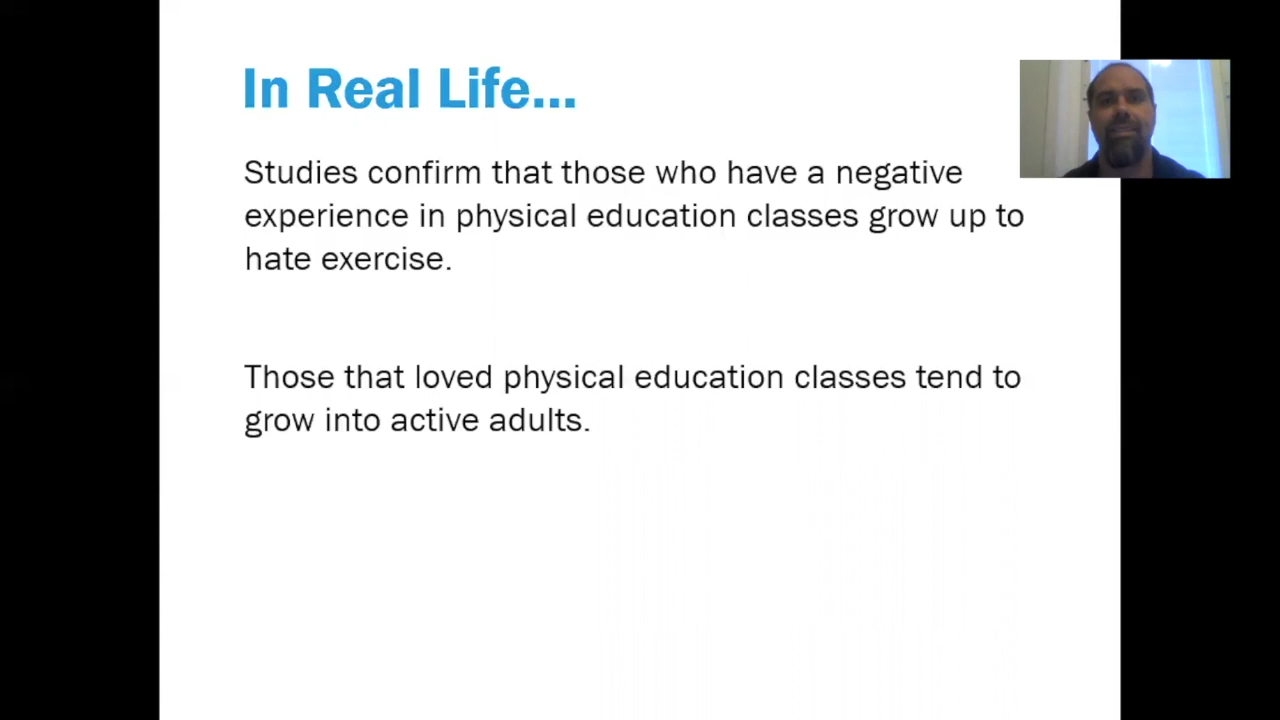 In Real Life...
Studies confirm that those who have a negative
experience in physical education classes grow up to
hate exercise.
Those that loved physical education classes tend to
grow into active adults.